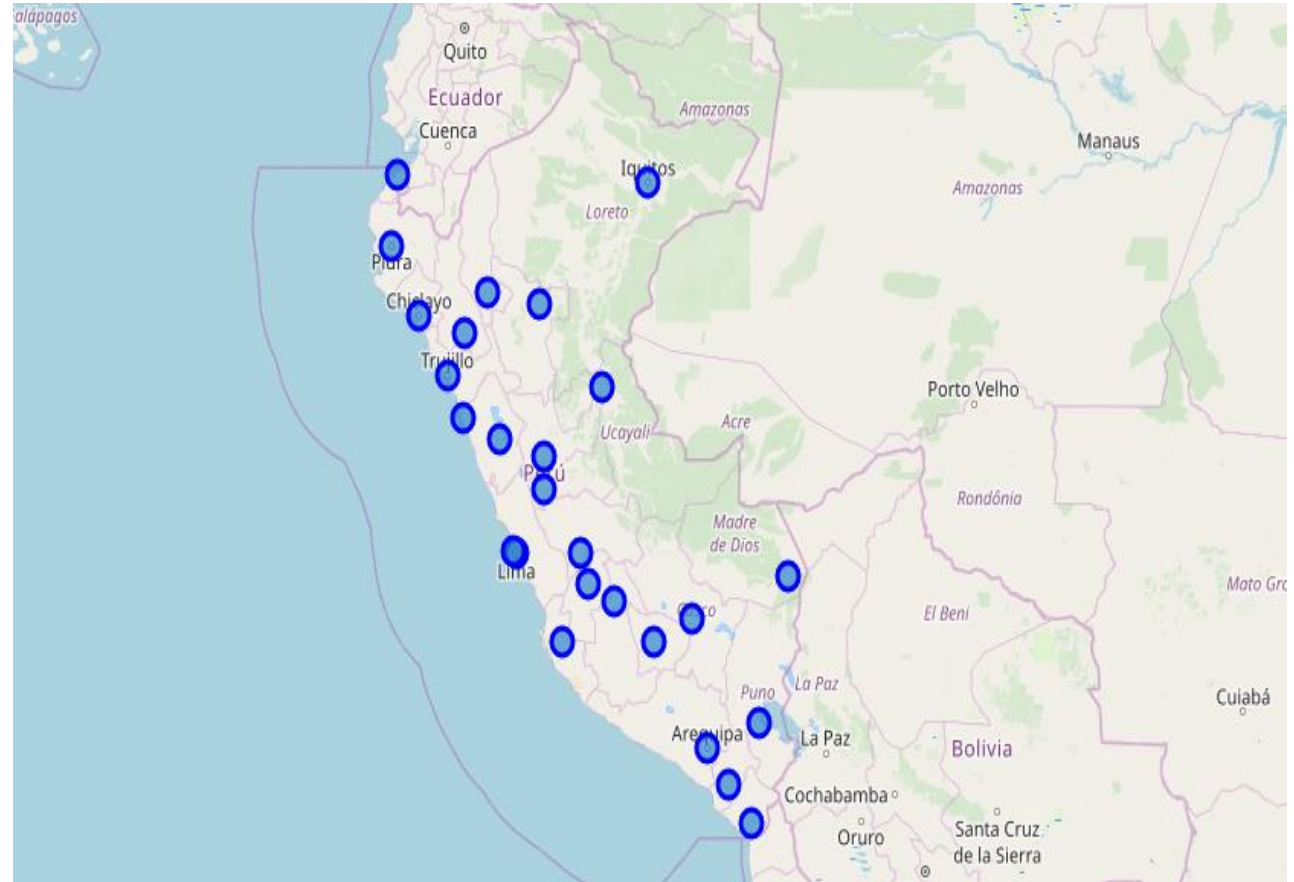 alápagos
Quito
Ecuador
Amazonas
Cuenca
Manaus
Iquitos
Amazonas
Loreto
Piura
Chiclayo
Trujillo
Porto Velho
Acre
Ucayali
Perú
Rondônia
Madre
de Dios
Lima
Mato Gro
Cusco
El Beni
La Paz
Puno
Cuiabá
Arequipa
La Paz
Bolivia
Cochabamba
Santa Cruz
de la Sierra
Oruro